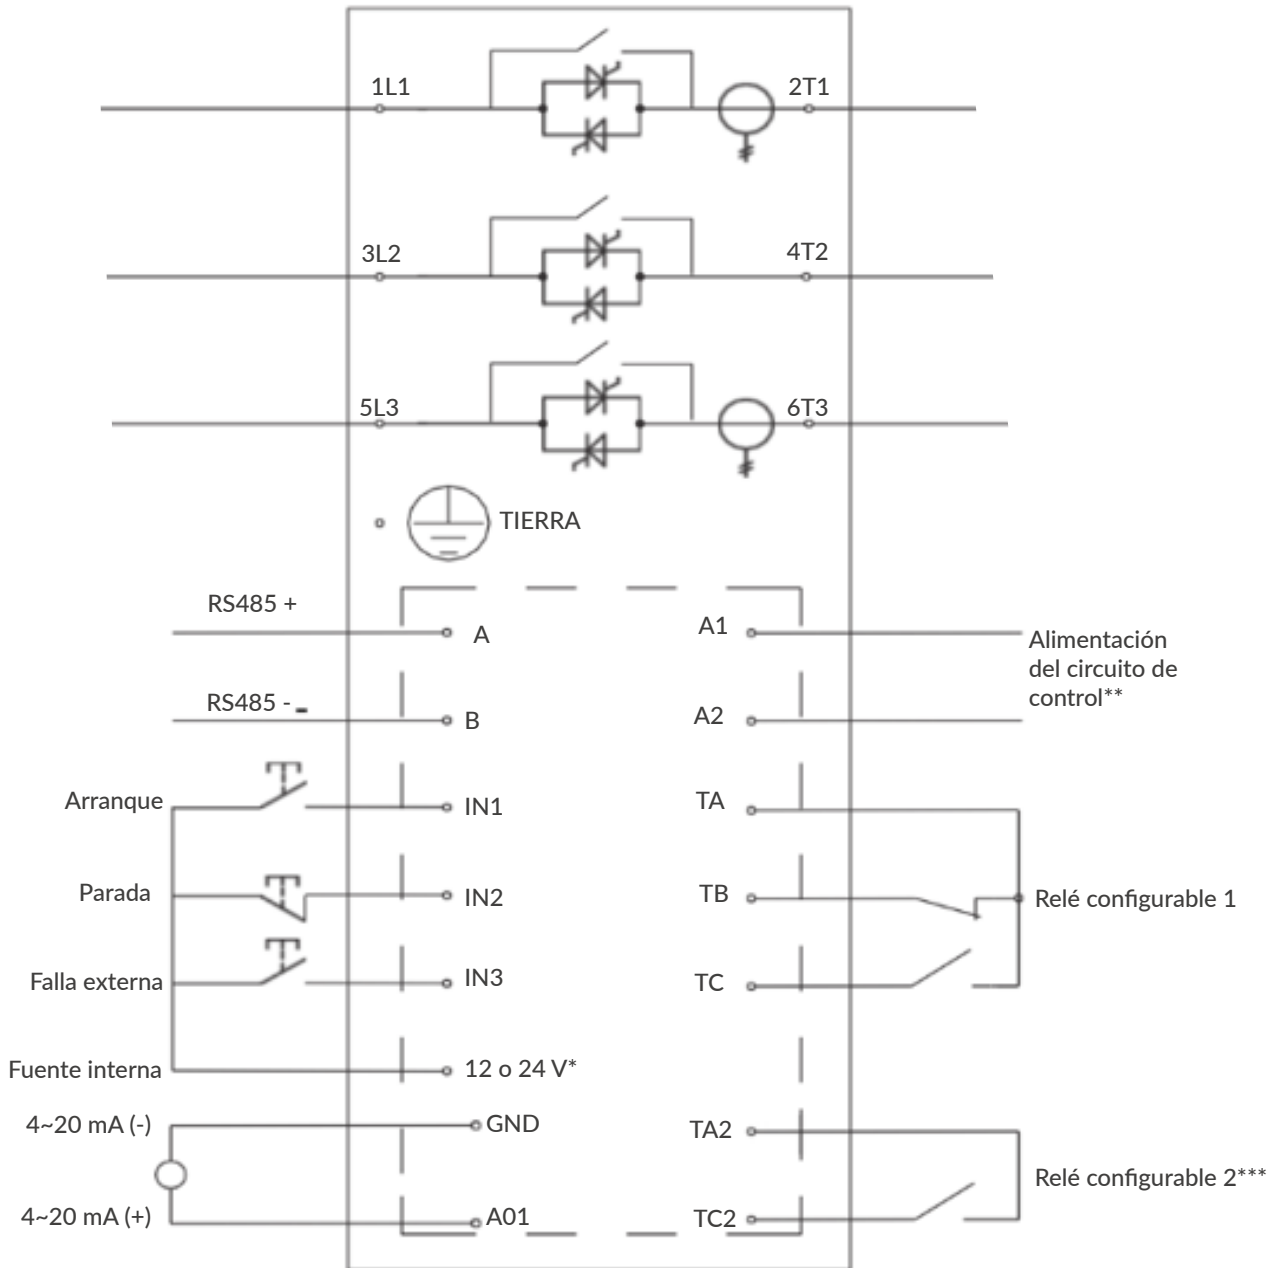 1L1
2T1
3L2
4T2
5L3
6T3
TIERRA
RS485 +
A
A1
Alimentación
del circuito de
control**
RS485 -
B
A2
Arranque
IN1
TA
Parada
IN2
TB
Relé configurable 1
Falla externa
IN3
TC
Fuente interna
12 o 24 V*
4~20 mA (-)
GND
TA2
Relé configurable 2***
4~20 mA (+)
A01
TC2